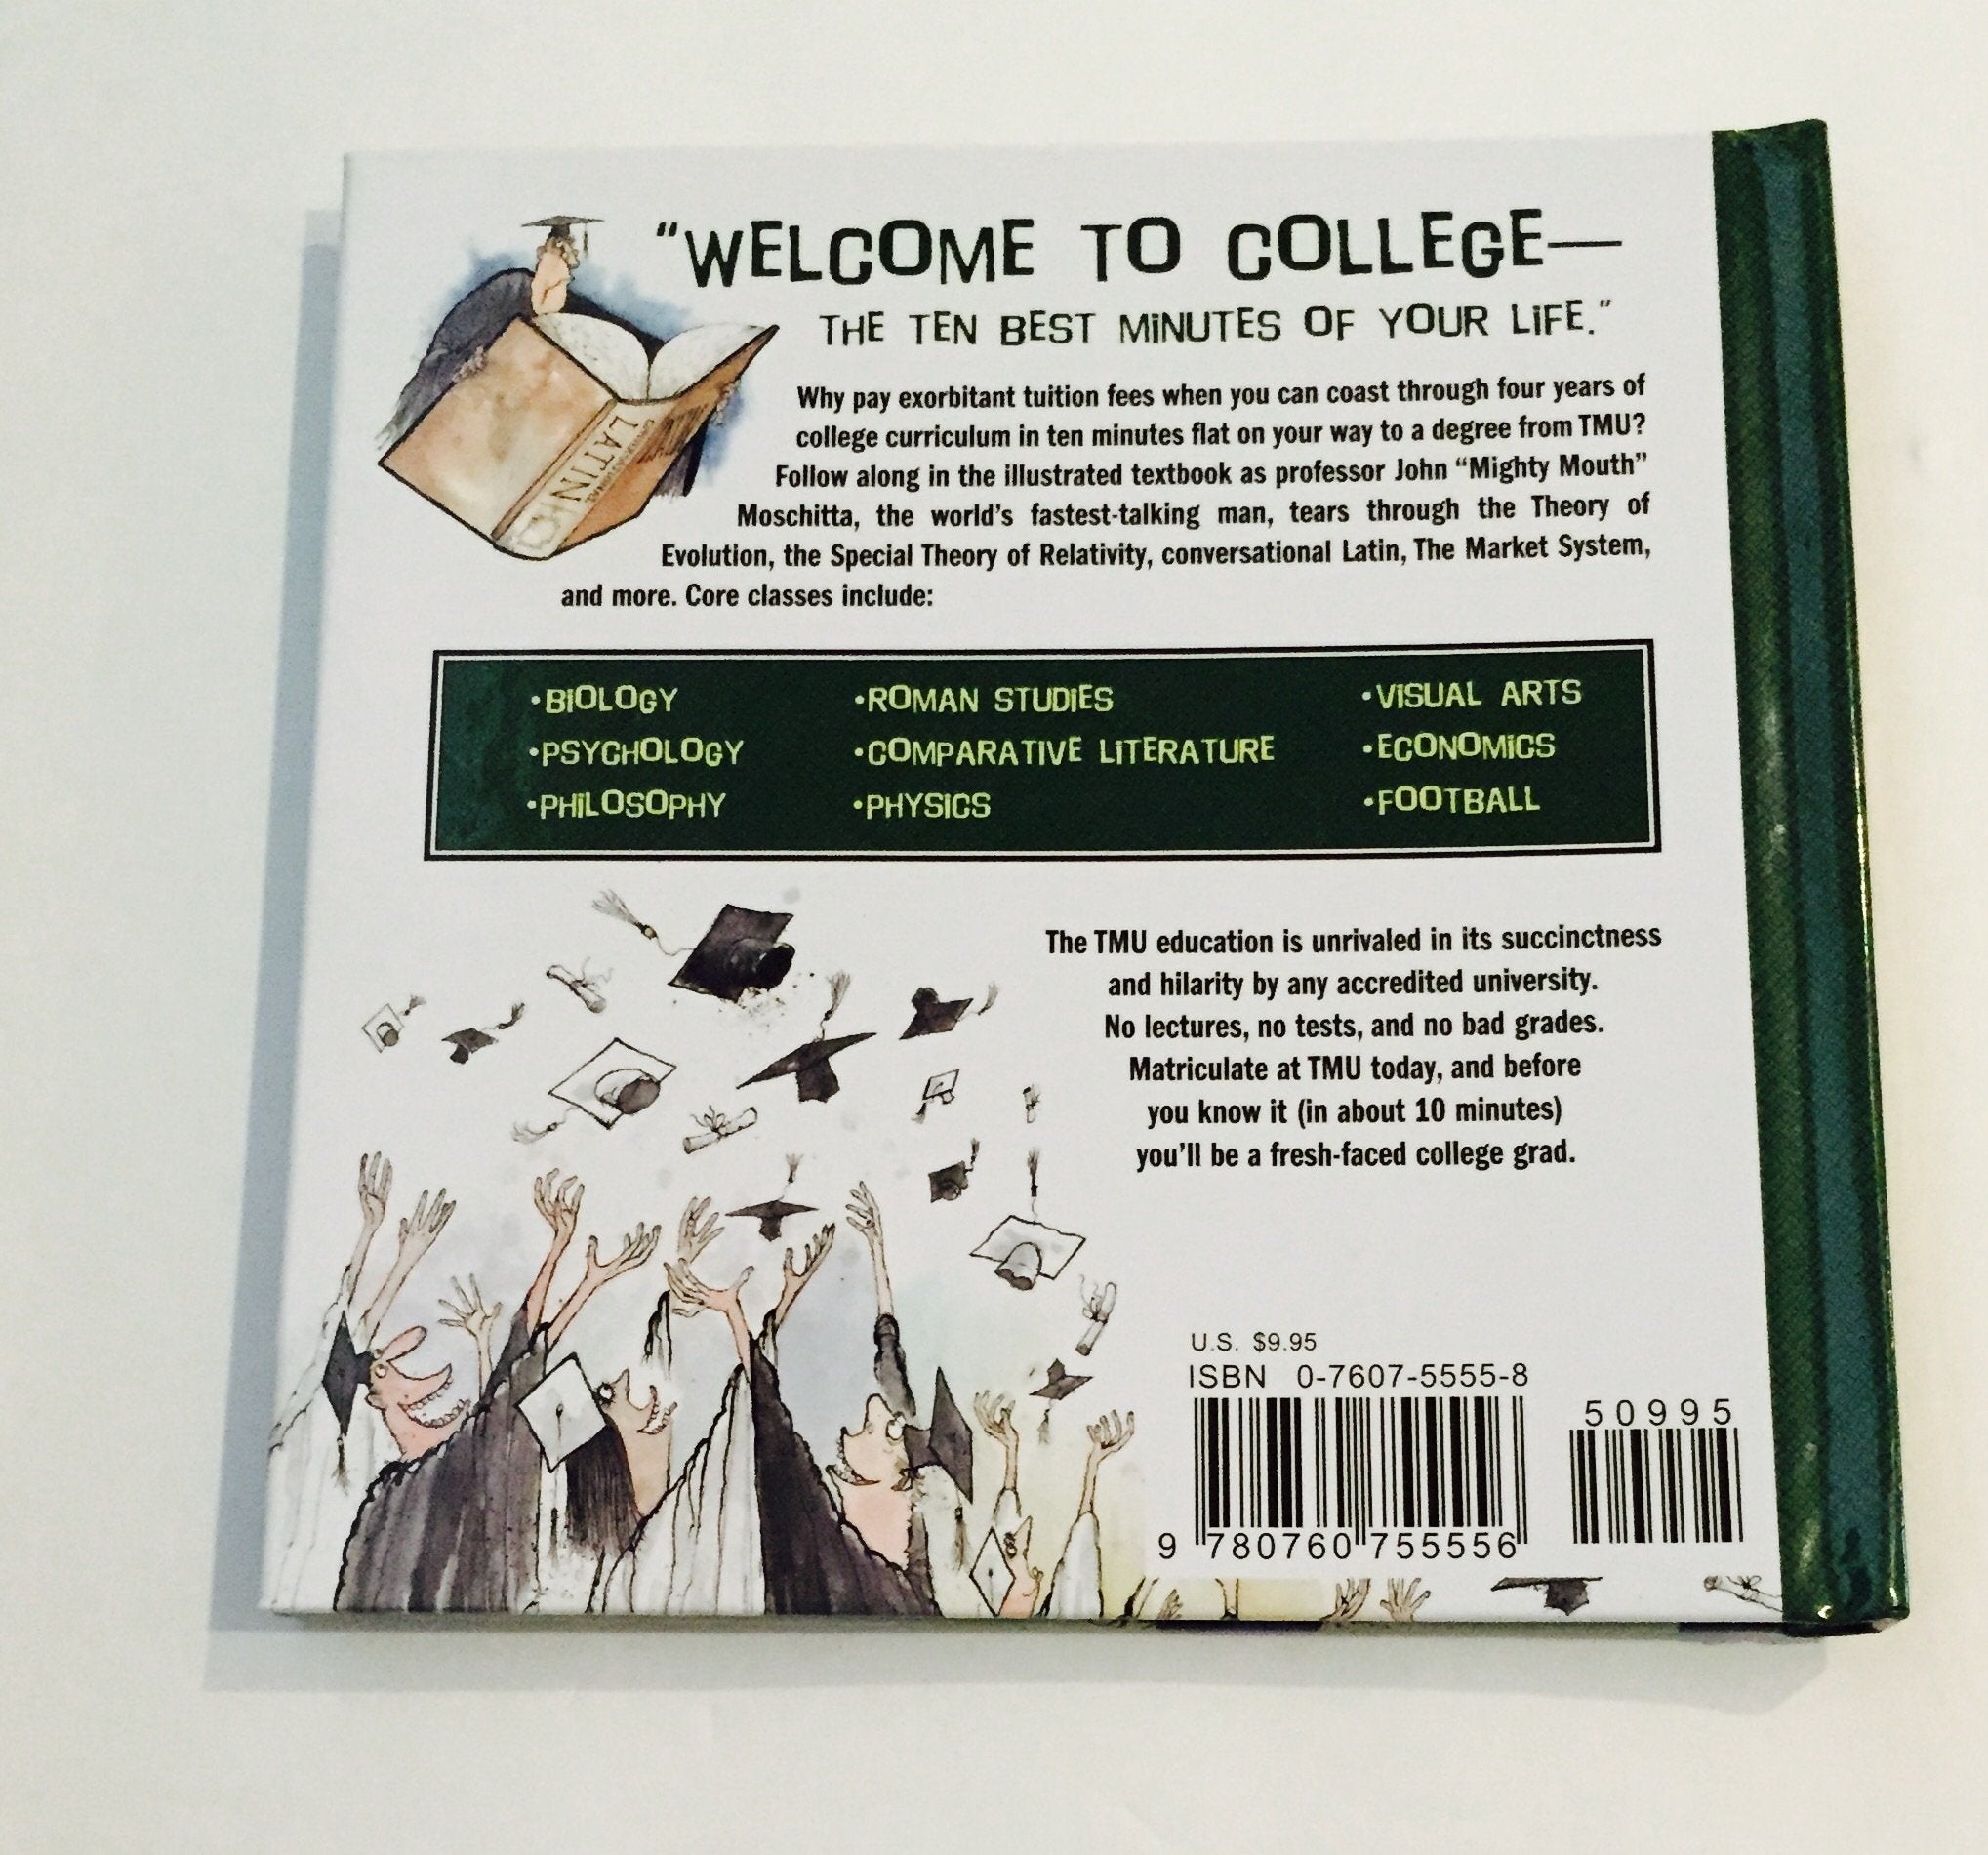 "WELCOME TO COLLEGE—
THE TEN BEST MINUTES OF YOUR LIFE."
Why pay exorbitant tuition fees when you can coast through four years of
college curriculum in ten minutes flat on your way to a degree from TMU?
Follow along in the illustrated textbook as professor John "Mighty Mouth"
Moschitta, the world's fastest-talking man, tears through the Theory of
Evolution, the Special Theory of Relativity, conversational Latin, The Market System,
and more. Core classes include:
CONVERSATIONAL
LATIN
•BIOLOGY
•PSYCHOLOGY
•PHILOSOPHY
•ROMAN STUDIES
•COMPARATIVE LITERATURE
•PHYSICS
•VISUAL ARTS
•ECONOMICS
•FOOTBALL
The TMU education is unrivaled in its succinctness
and hilarity by any accredited university.
No lectures, no tests, and no bad grades.
Matriculate at TMU today, and before
you know it (in about 10 minutes)
you'll be a fresh-faced college grad.
U.S. $9.95
ISBN 0-7607-5555-8
50995
9 780760 755556